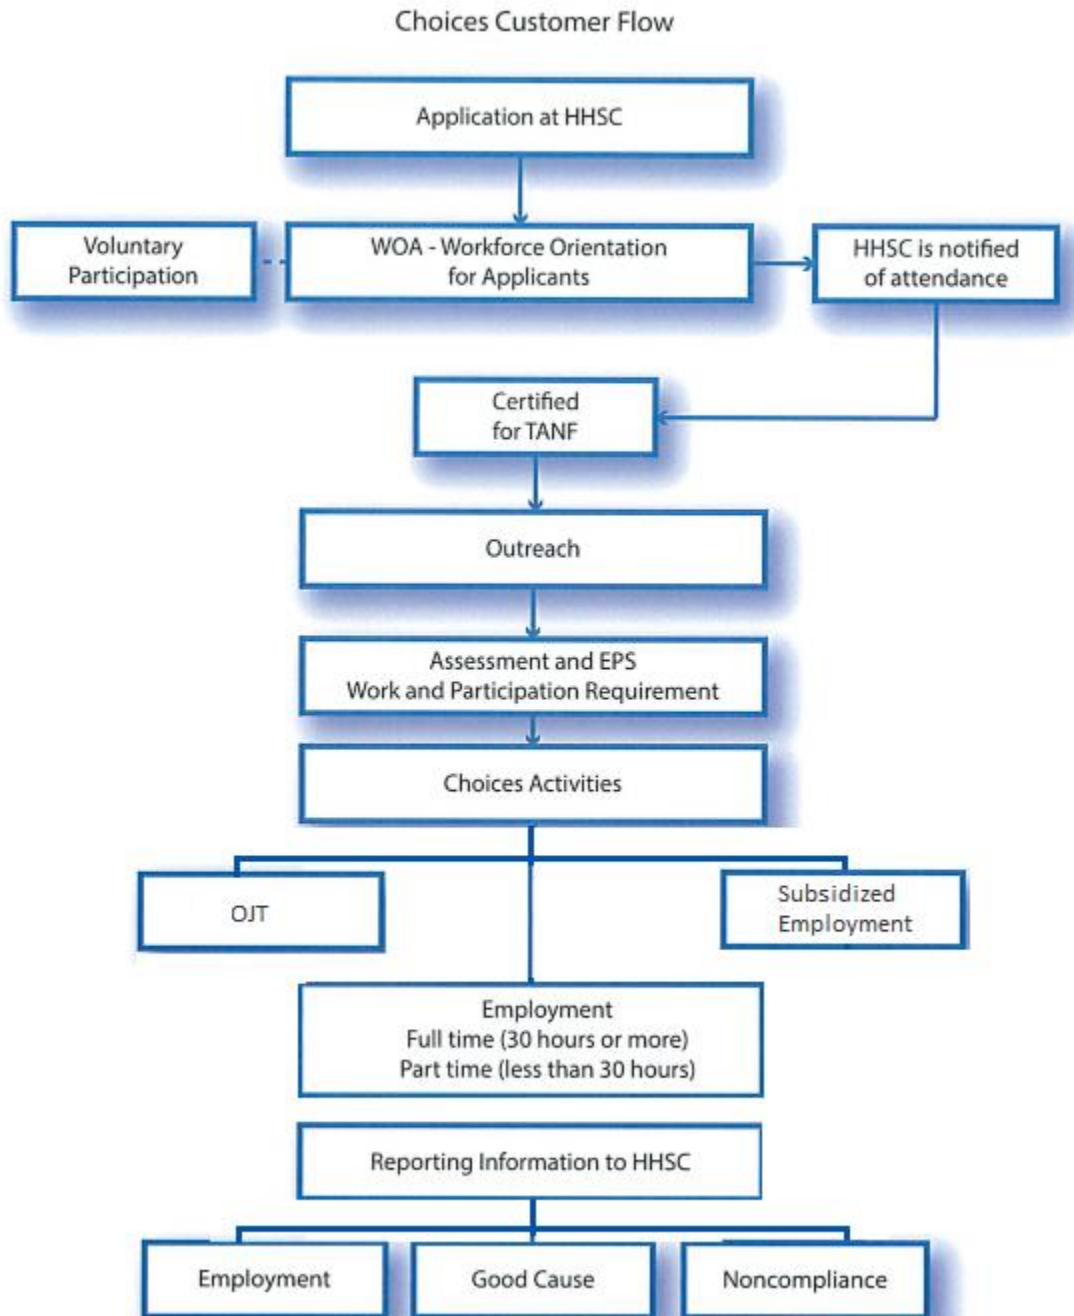 Choices Customer Flow
Application at HHSC
Voluntary
Participation
WOA - Workforce Orientation
for Applicants
HHSC is notified
of attendance
Certified
for TANF
Outreach
Assessment and EPS
Work and Participation Requirement
Choices Activities
OJT
Subsidized
Employment
Employment
Full time (30 hours or more)
Part time (less than 30 hours)
Reporting Information to HHSC
Employment
Good Cause
Noncompliance